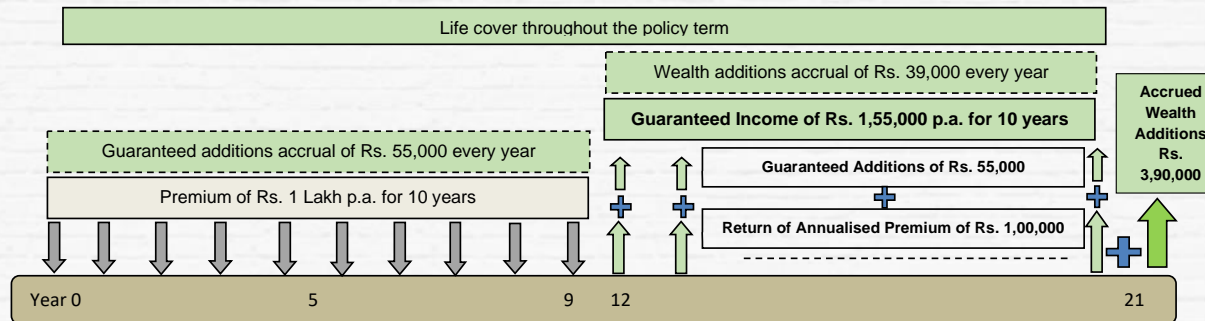 Life cover throughout the policy term
Wealth additions accrual of Rs. 39,000 every year
Accrued
Wealth
Additions
Rs.
3,90,000
Guaranteed Income of Rs. 1,55,000 p.a. for 10 years
Guaranteed additions accrual of Rs. 55,000 every year
Guaranteed Additions of Rs. 55,000
Premium of Rs. 1 Lakh p.a. for 10 years
Return of Annualised Premium of Rs. 1,00,000
Year 0 5 9 12 21